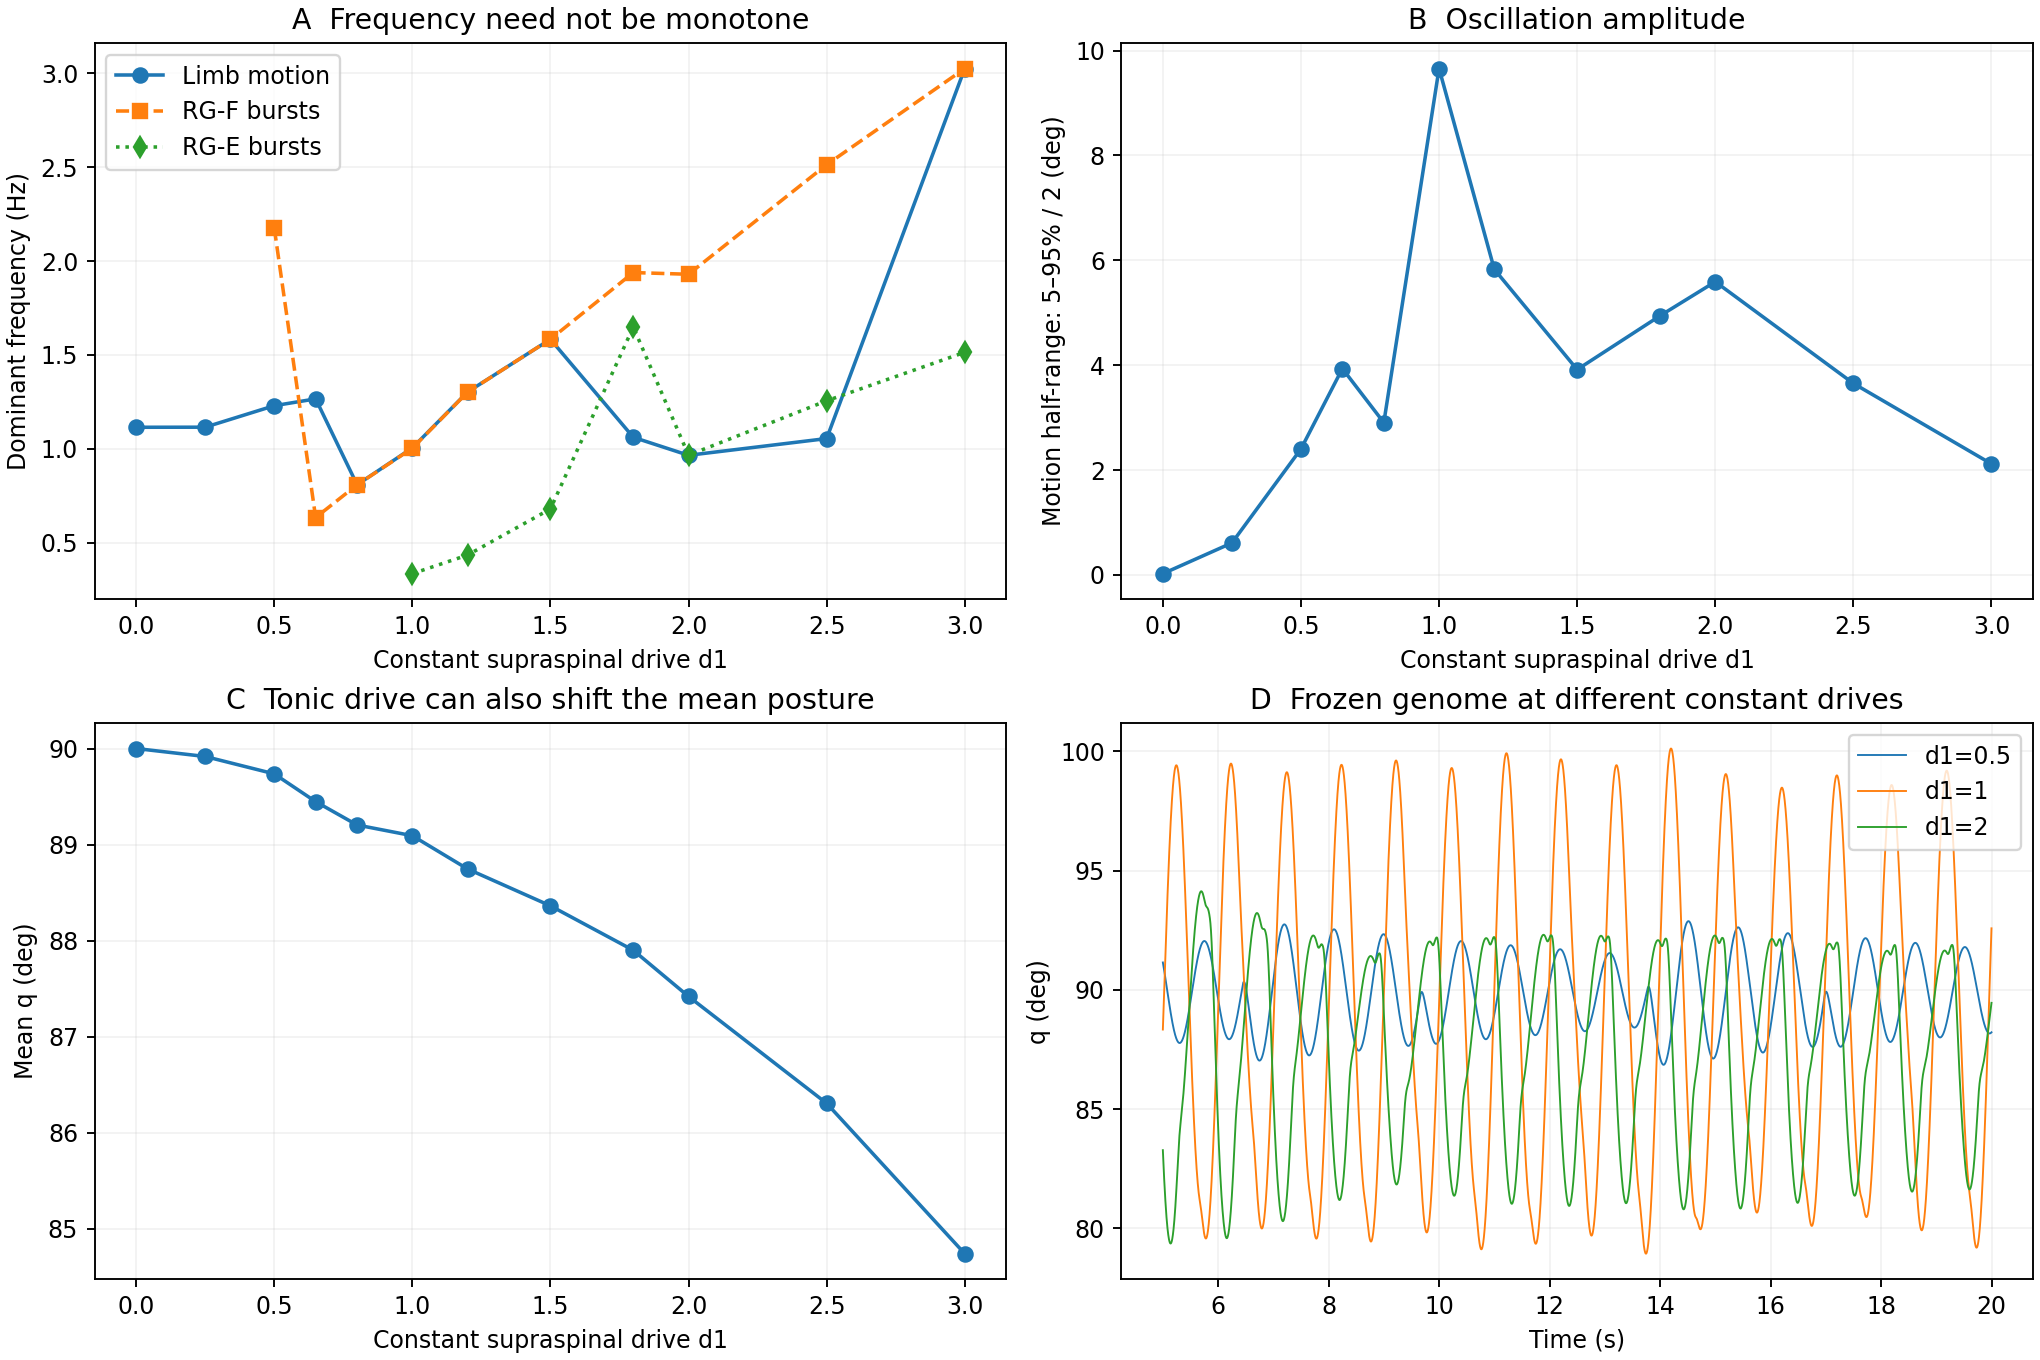 A  Frequency need not be monotone
Limb motion
RG-F bursts
RG-E bursts
Dominant frequency (Hz)
3.0
2.5
2.0
1.5
1.0
0.5
0.0 0.5 1.0 1.5 2.0 2.5 3.0
Constant supraspinal drive d1
B  Oscillation amplitude
Motion half-range: 5–95% / 2 (deg)
10
8
6
4
2
0
0.0 0.5 1.0 1.5 2.0 2.5 3.0
Constant supraspinal drive d1
C  Tonic drive can also shift the mean posture
Mean q (deg)
90
89
88
87
86
85
0.0 0.5 1.0 1.5 2.0 2.5 3.0
Constant supraspinal drive d1
D  Frozen genome at different constant drives
d1=0.5
d1=1
d1=2
q (deg)
100
95
90
85
80
6 8 10 12 14 16 18 20
Time (s)